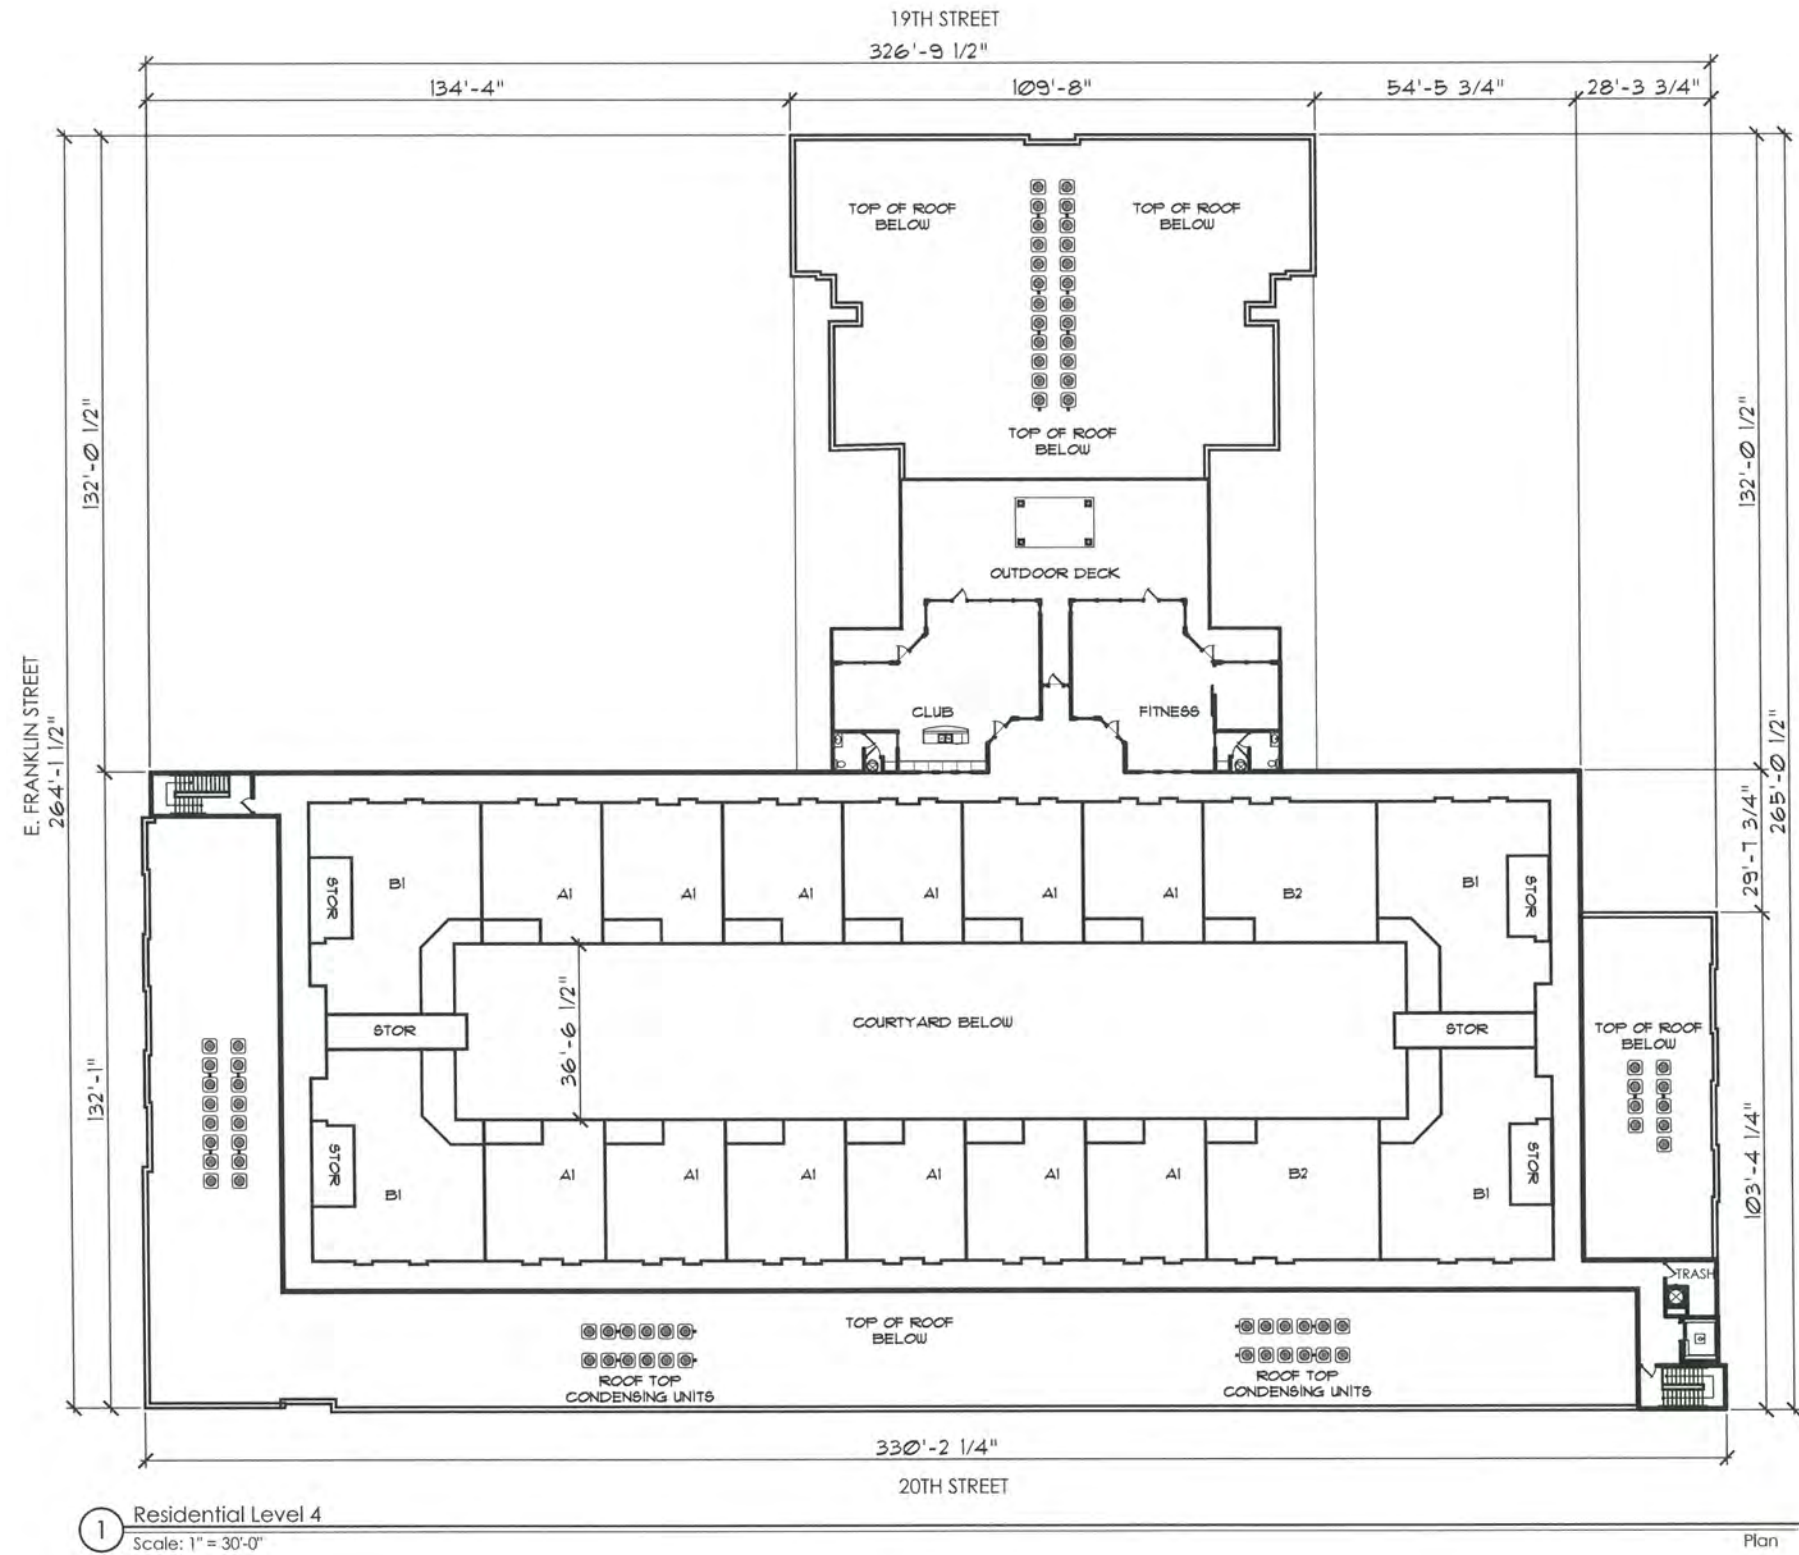 19TH STREET
326'-9 1/2"
134'-4"
109'-8"
54'-5 3/4"
28'-3 3/4"
TOP OF ROOF
BELOW
TOP OF ROOF
BELOW
132'-0 1/2"
132'-0 1/2"
TOP OF ROOF
BELOW
OUTDOOR DECK
E. FRANKLIN STREET
264'-1 1/2"
CLUB
FITNESS
265'-0 1/2"
29'-7 3/4"
STOR
B1
A1
A1
A1
A1
A1
A1
B2
B1
STOR
36'-6 1/2"
COURTYARD BELOW
STOR
STOR
TOP OF ROOF
BELOW
132'-1"
103'-4 1/4"
STOR
B1
A1
A1
A1
A1
A1
A1
B2
B1
STOR
TRASH
TOP OF ROOF
BELOW
ROOF TOP
CONDENSING UNITS
ROOF TOP
CONDENSING UNITS
330'-2 1/4"
20TH STREET
1
Residential Level 4
Scale: 1" = 30'-0"
Plan